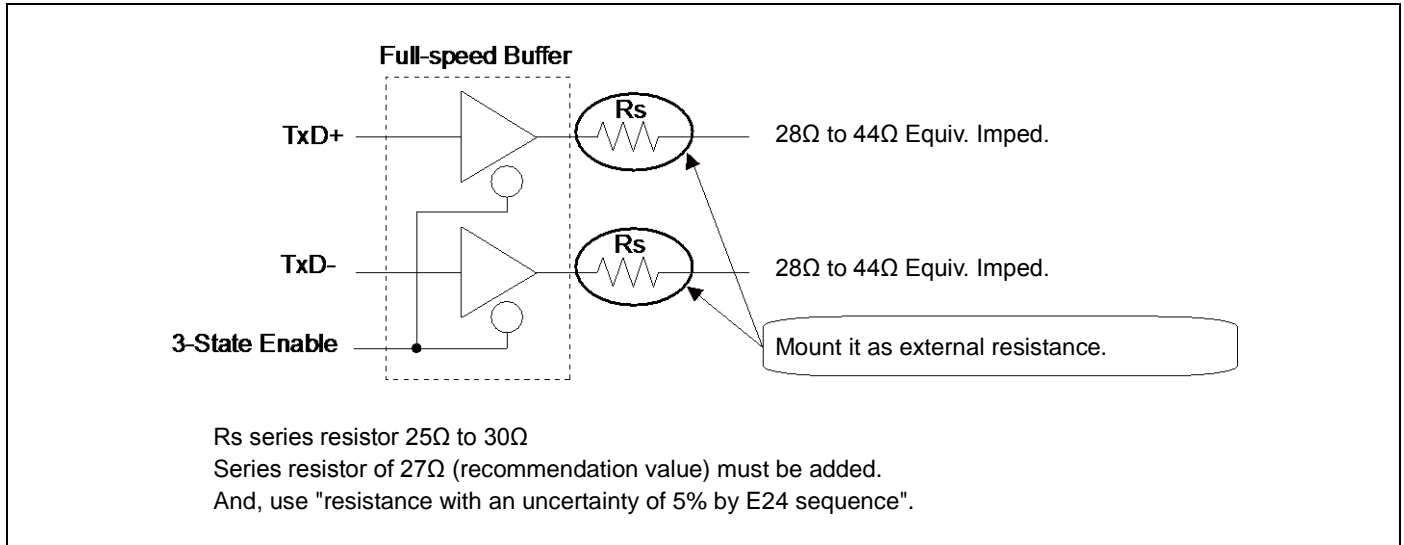 Full-speed Buffer
Rs
TxD+
28Ω to 44Ω Equiv. Imped.
Rs
TxD-
28Ω to 44Ω Equiv. Imped.
3-State Enable
Mount it as external resistance.
Rs series resistor 25Ω to 30Ω
Series resistor of 27Ω (recommendation value) must be added.
And, use "resistance with an uncertainty of 5% by E24 sequence".